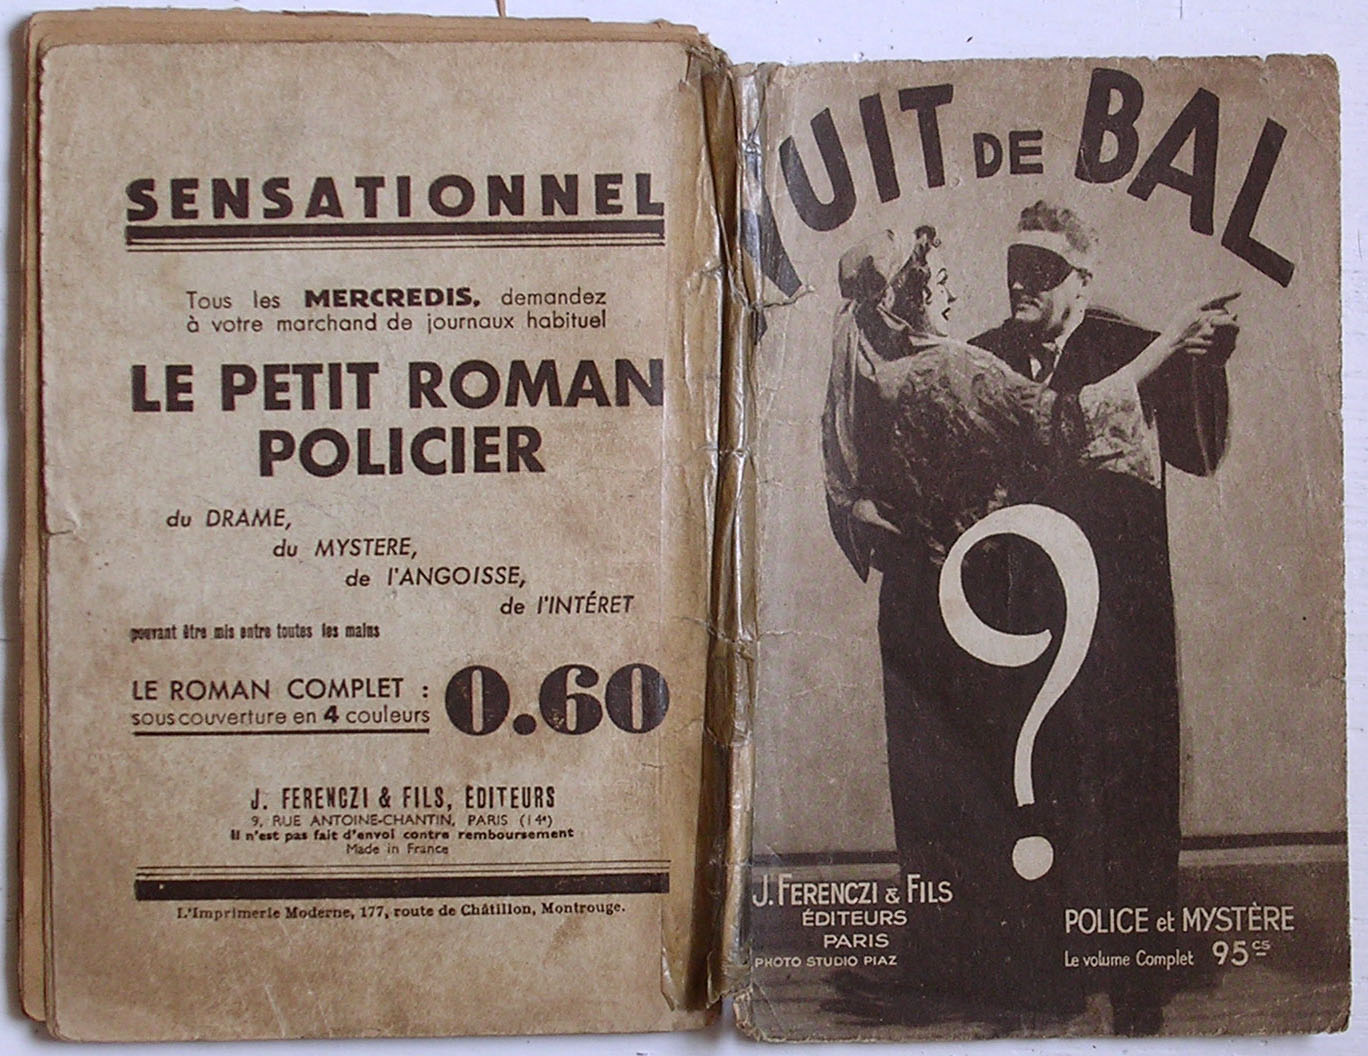 SENSATIONNEL
Tous les MERCREDIS, demandez
à votre marchand de journaux habituel
LE PETIT ROMAN
POLICIER
du DRAME,
du MYSTERE,
de l'ANGOISSE,
de l'INTÉRET
pouvant être mis entre toutes les mains
LE ROMAN COMPLET :
sous couverture en 4 couleurs
0.60
J. FERENCZI & FILS, ÉDITEURS
9, RUE ANTOINE-CHANTIN, PARIS (14e)
Il n'est pas fait d'envoi contre remboursement
Made in France
L'Imprimerie Moderne, 177, route de Châtillon, Montrouge.
NUIT DE BAL
?
J. FERENCZI & FILS
ÉDITEURS
PARIS
PHOTO STUDIO PIAZ
POLICE et MYSTÈRE
Le volume Complet 95 cs